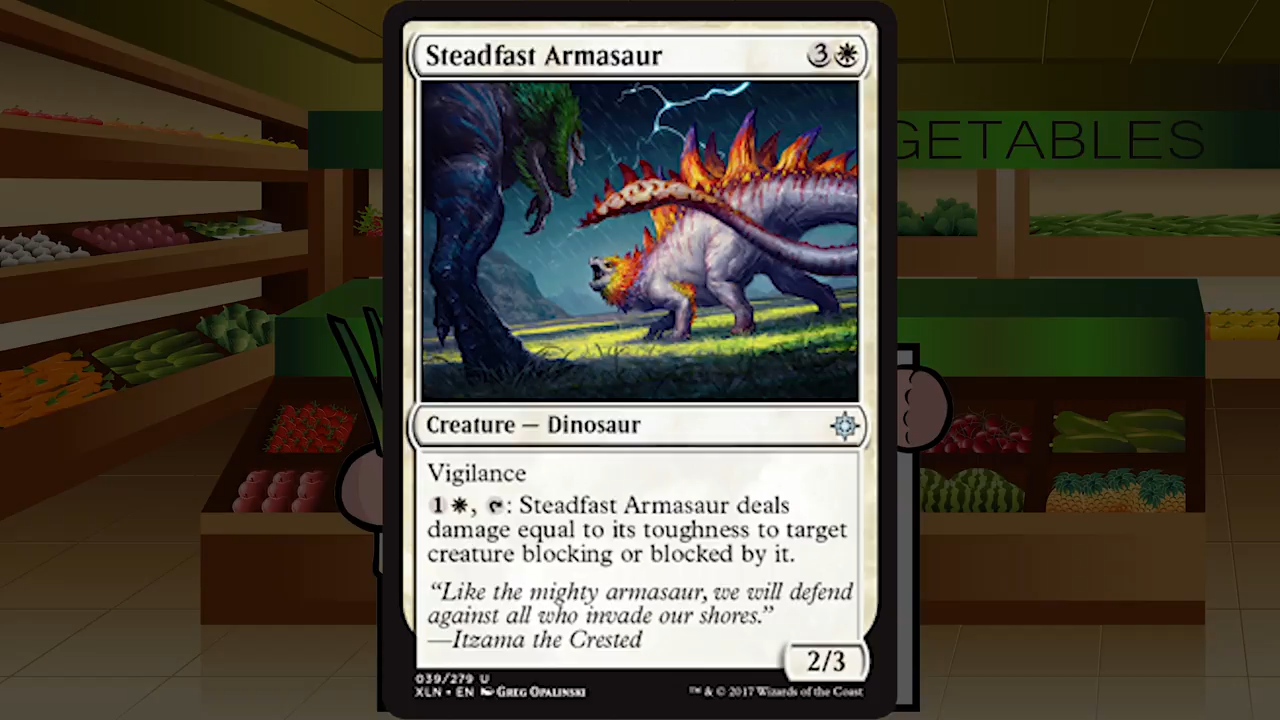 Steadfast Armasaur 3
GETABLES
Creature — Dinosaur
Vigilance
1, : Steadfast Armasaur deals
damage equal to its toughness to target
creature blocking or blocked by it.
“Like the mighty armasaur, we will defend
against all who invade our shores.”
—Itzama the Crested
2/3
039/279 U
XLN • EN Greg Opalinski
™ & © 2017 Wizards of the Coast